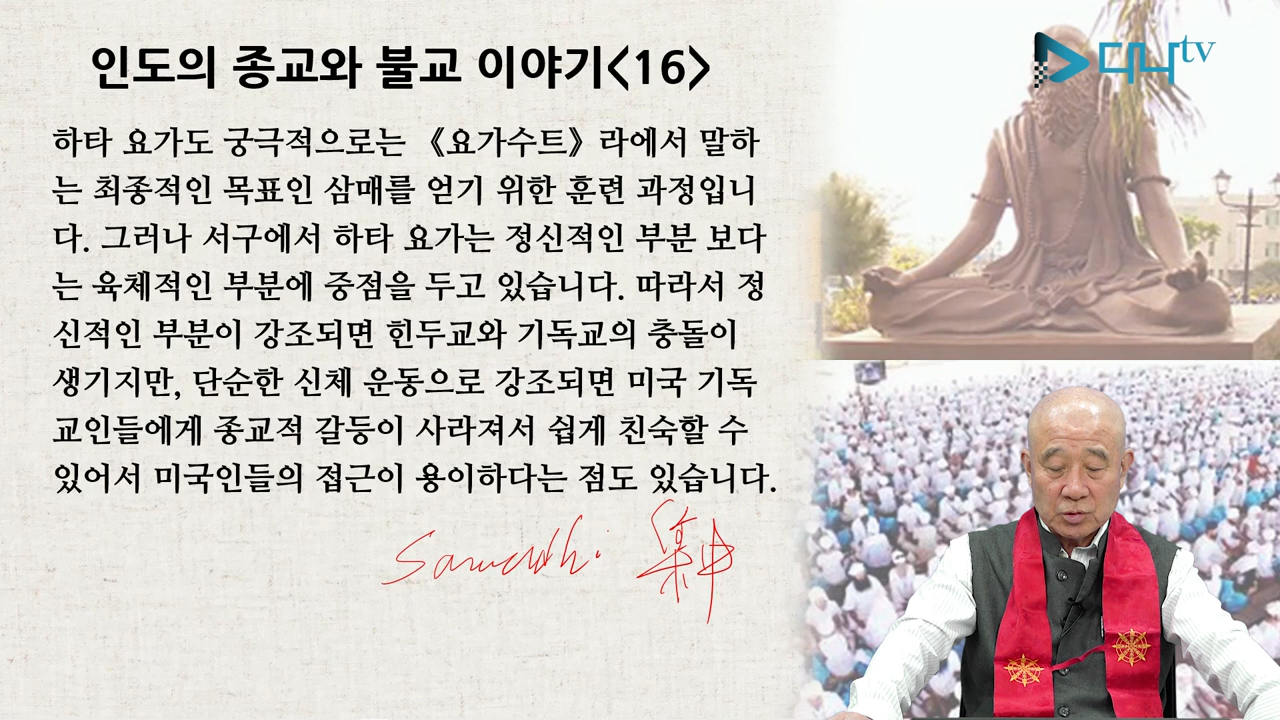 인도의 종교와 불교 이야기<16>
하타 요가도 궁극적으로는 《요가수트》라에서 말하
는 최종적인 목표인 삼매를 얻기 위한 훈련 과정입니
다. 그러나 서구에서 하타 요가는 정신적인 부분 보다
는 육체적인 부분에 중점을 두고 있습니다. 따라서 정
신적인 부분이 강조되면 힌두교와 기독교의 충돌이
생기지만, 단순한 신체 운동으로 강조되면 미국 기독
교인들에게 종교적 갈등이 사라져서 쉽게 친숙할 수
있어서 미국인들의 접근이 용이하다는 점도 있습니다.
Samadhi 集中
tv